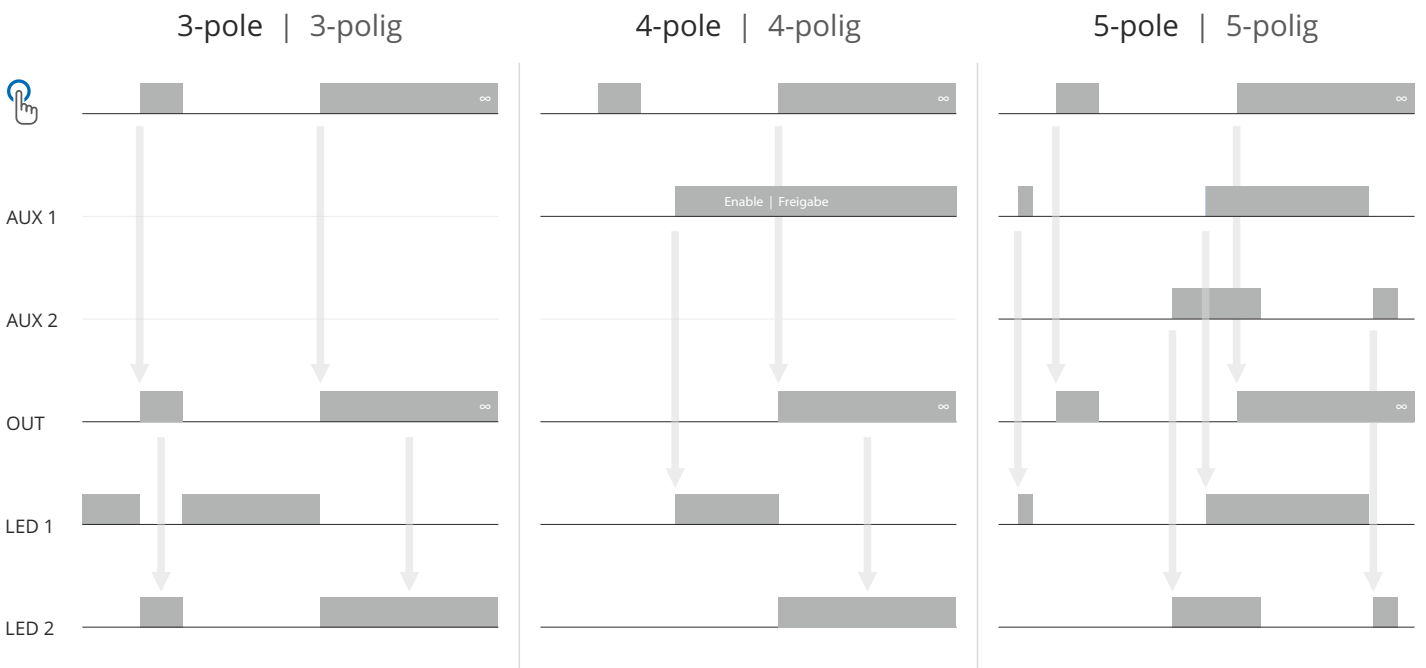 3-pole | 3-polig
4-pole | 4-polig
5-pole | 5-polig
∞
∞
∞
AUX 1
Enable | Freigabe
AUX 2
OUT
∞
∞
∞
LED 1
LED 2